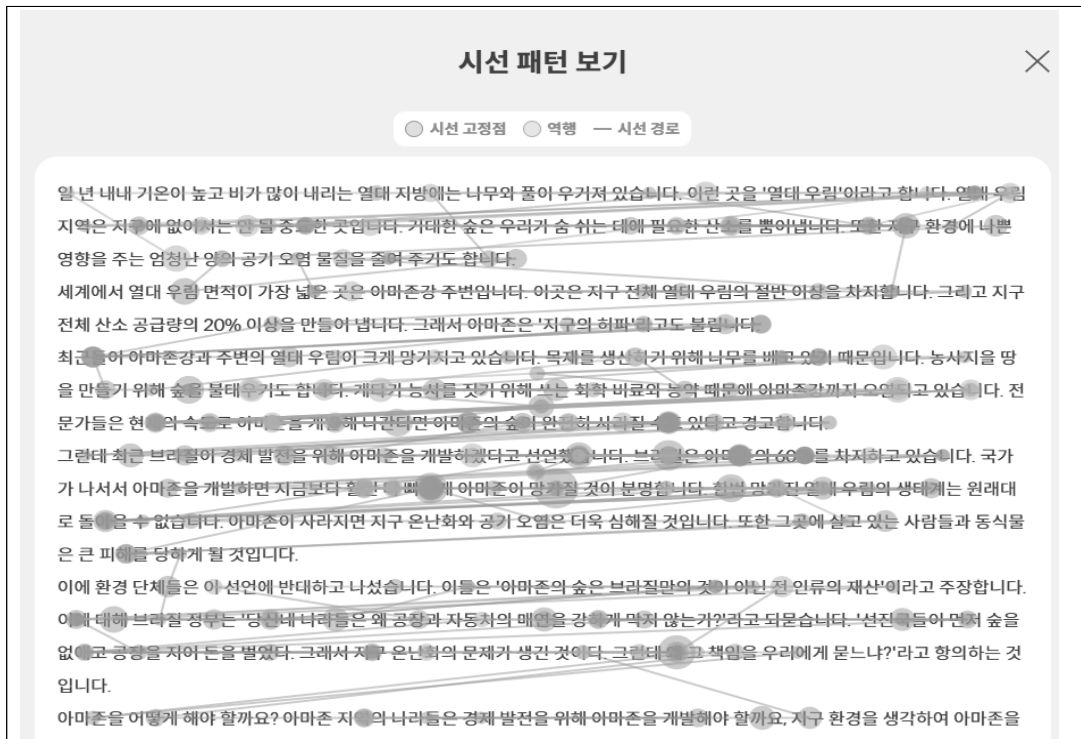 시선 패턴 보기
시선 고정점 역행 시선 경로
일 년 내내 기온이 높고 비가 많이 내리는 열대 지방에는 나무와 풀이 우거져 있습니다. 이런 곳을 '열대 우림'이라고 합니다. 열대 우림
지역은 지구에 없어서는 안 될 중요한 곳입니다. 거대한 숲은 우리가 숨 쉬는 데에 필요한 산소를 뿜어냅니다. 또한 지구 환경에 나쁜
영향을 주는 엄청난 양의 공기 오염 물질을 줄여 주기도 합니다.
세계에서 열대 우림 면적이 가장 넓은 곳은 아마존강 주변입니다. 이곳은 지구 전체 열대 우림의 절반 이상을 차지합니다. 그리고 지구
전체 산소 공급량의 20% 이상을 만들어 냅니다. 그래서 아마존은 '지구의 허파'라고도 불립니다.
최근 들어 아마존강과 주변의 열대 우림이 크게 망가지고 있습니다. 목재를 생산하기 위해 나무를 베고 있기 때문입니다. 농사지을 땅
을 만들기 위해 숲을 불태우기도 합니다. 게다가 농사를 짓기 위해 쓰는 화학 비료와 농약 때문에 아마존강까지 오염되고 있습니다. 전
문가들은 현재의 속도로 아마존을 개발해 나간다면 아마존의 숲이 완전히 사라질 수도 있다고 경고합니다.
그런데 최근 브라질이 경제 발전을 위해 아마존을 개발하겠다고 선언했습니다. 브라질은 아마존의 60%를 차지하고 있습니다. 국가
가 나서서 아마존을 개발하면 지금보다 훨씬 더 빠르게 아마존이 망가질 것이 분명합니다. 한번 망가진 열대 우림의 생태계는 원래대
로 돌이올 수 없습니다. 아마존이 사라지면 지구 온난화와 공기 오염은 더욱 심해질 것입니다. 또한 그곳에 살고 있는 사람들과 동식물
은 큰 피해를 당하게 될 것입니다.
이에 환경 단체들은 이 선언에 반대하고 나섰습니다. 이들은 '아마존의 숲은 브라질만의 것이 아닌 전 인류의 재산'이라고 주장합니다.
이에 대해 브라질 정부는 '당신네 나라들은 왜 공장과 자동차의 매연을 강하게 막지 않는가?'라고 되묻습니다. '선진국들이 먼저 숲을
없애고 공장을 지어 돈을 벌었다. 그래서 지구 온난화의 문제가 생긴 것이다. 그런데 왜 그 책임을 우리에게 묻느냐?'라고 항의하는 것
입니다.
아마존을 어떻게 해야 할까요? 아마존 지역의 나라들은 경제 발전을 위해 아마존을 개발해야 할까요, 지구 환경을 생각하여 아마존을